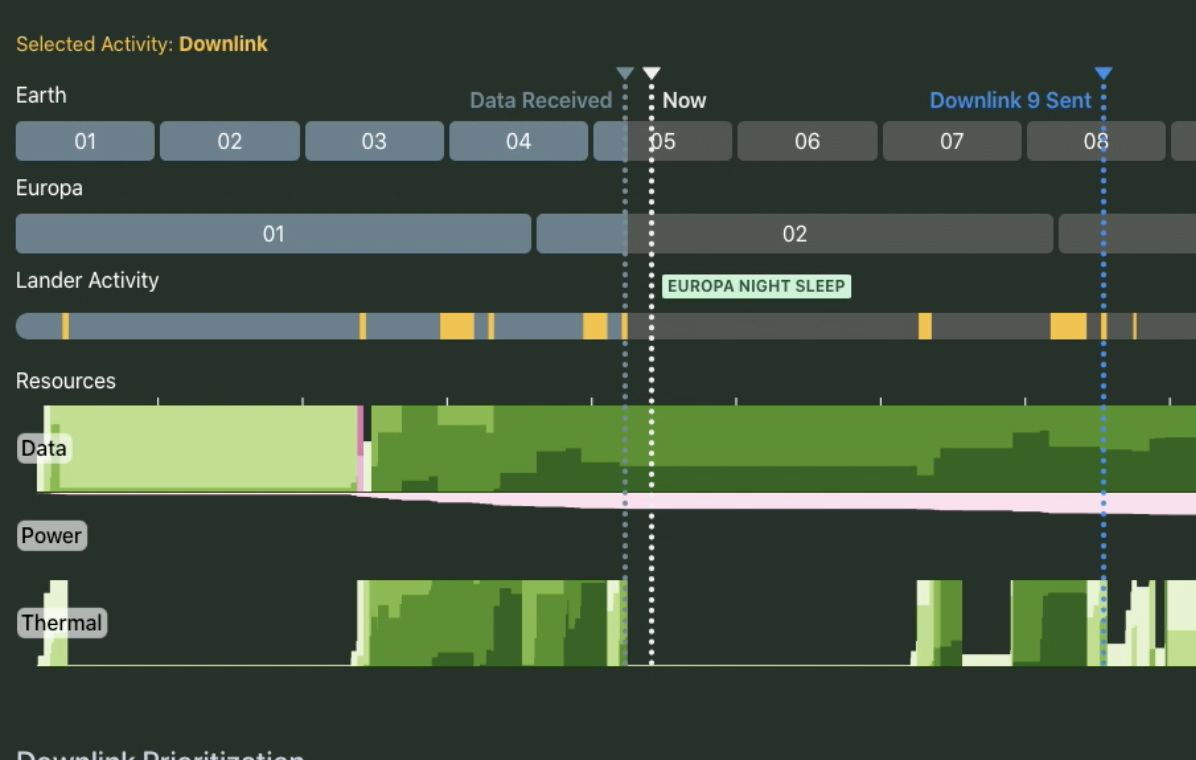 Selected Activity: Downlink
Earth
Data Received
Now
Downlink 9 Sent
01 02 03 04 05 06 07 08
Europa
01 02
Lander Activity
EUROPA NIGHT SLEEP
Resources
Data
Power
Thermal
Downlink Prioritization